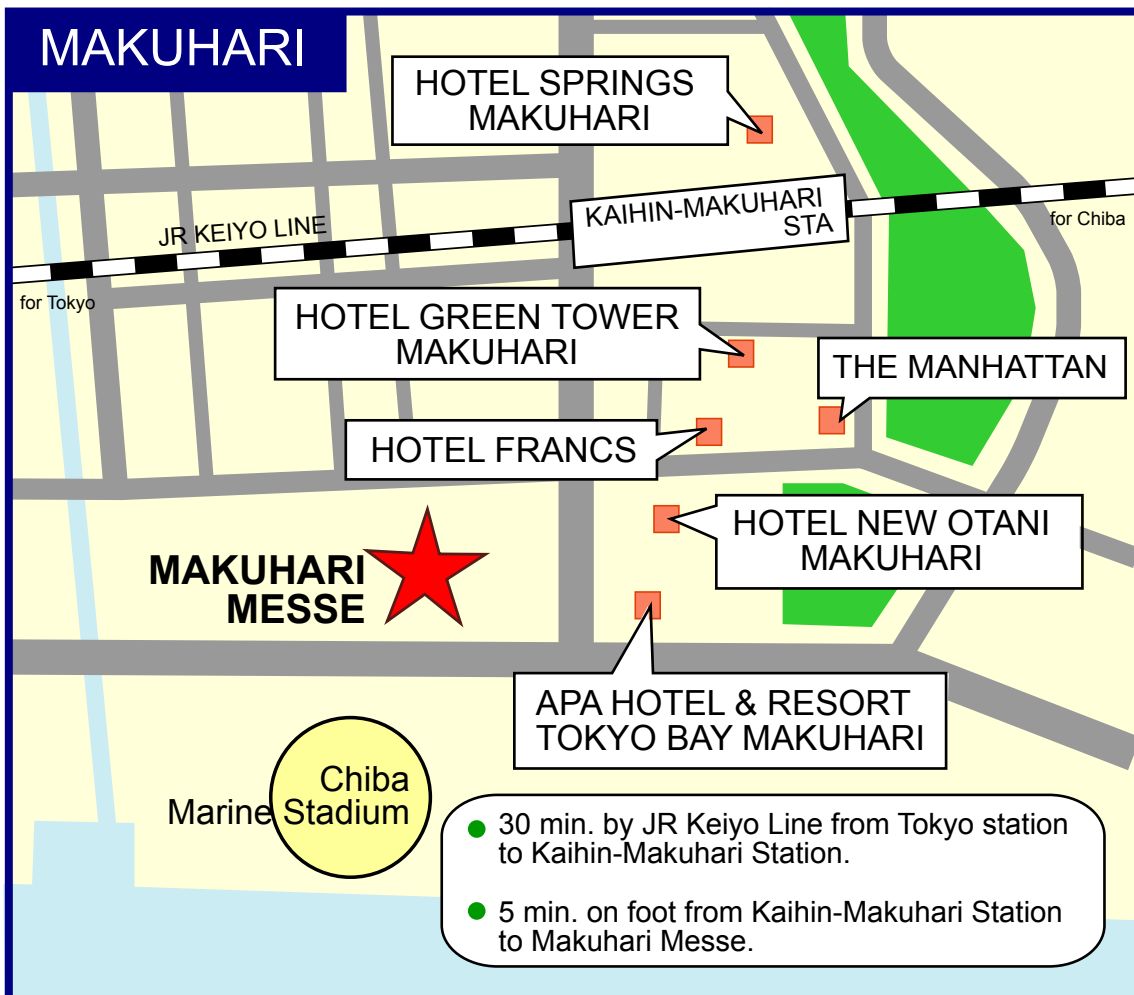 MAKUHARI
HOTEL SPRINGS
MAKUHARI
KAIHIN-MAKUHARI
STA
JR KEIYO LINE
for Chiba
for Tokyo
HOTEL GREEN TOWER
MAKUHARI
THE MANHATTAN
HOTEL FRANCS
HOTEL NEW OTANI
MAKUHARI
MAKUHARI
MESSE
APA HOTEL & RESORT
TOKYO BAY MAKUHARI
Chiba
Marine Stadium
30 min. by JR Keiyo Line from Tokyo station
to Kaihin-Makuhari Station.
5 min. on foot from Kaihin-Makuhari Station
to Makuhari Messe.